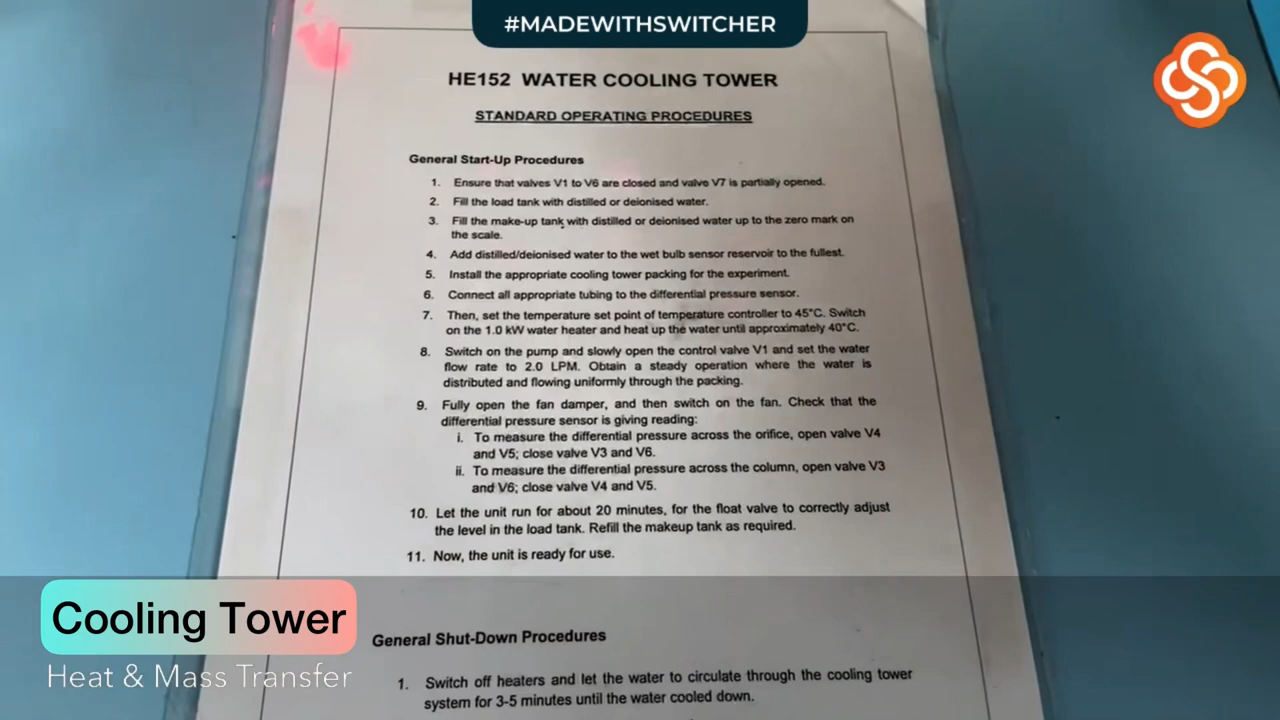 #MADEWITHSWITCHER
HE152 WATER COOLING TOWER
STANDARD OPERATING PROCEDURES
General Start-Up Procedures
1. Ensure that valves V1 to V6 are closed and valve V7 is partially opened.
2. Fill the load tank with distilled or deionised water.
3. Fill the make-up tank with distilled or deionised water up to the zero mark on
the scale.
4. Add distilled/deionised water to the wet bulb sensor reservoir to the fullest.
5. Install the appropriate cooling tower packing for the experiment.
6. Connect all appropriate tubing to the differential pressure sensor.
7. Then, set the temperature set point of temperature controller to 45°C. Switch
on the 1.0 kW water heater and heat up the water until approximately 40°C.
8. Switch on the pump and slowly open the control valve V1 and set the water
flow rate to 2.0 LPM. Obtain a steady operation where the water is
distributed and flowing uniformly through the packing.
9. Fully open the fan damper, and then switch on the fan. Check that the
differential pressure sensor is giving reading:
i. To measure the differential pressure across the orifice, open valve V4
and V5; close valve V3 and V6.
ii. To measure the differential pressure across the column, open valve V3
and V6; close valve V4 and V5.
10. Let the unit run for about 20 minutes, for the float valve to correctly adjust
the level in the load tank. Refill the makeup tank as required.
11. Now, the unit is ready for use.
General Shut-Down Procedures
1. Switch off heaters and let the water to circulate through the cooling tower
system for 3-5 minutes until the water cooled down.
Cooling Tower
Heat & Mass Transfer